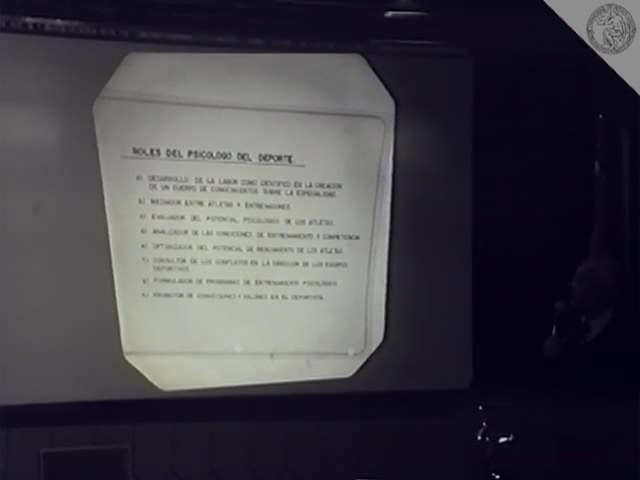 ROLES DEL PSICOLOGO DEL DEPORTE.
a) DESARROLLO DE LA LABOR COMO CIENTIFICO EN LA CREACION
DE UN CUERPO DE CONOCIMIENTOS SOBRE LA ESPECIALIDAD.
b) MEDIADOR ENTRE ATLETAS Y ENTRENADORES
c) EVALUADOR DEL POTENCIAL PSICOLOGICO DE LOS ATLETAS.
d) ANALIZADOR DE LAS CONDICIONES DE ENTRENAMIENTO Y COMPETENCIA
e) OPTIMIZADOR DEL POTENCIAL DE RENDIMIENTO DE LOS ATLETAS
f) CONSULTOR DE LOS CONFLICTOS EN LA DIRECCION DE LOS EQUIPOS
DEPORTIVOS.
g) FORMULADOR DE PROGRAMAS DE ENTRENAMIENTO PSICOLOGICO
h) PROMOTOR DE CONVICCIONES Y VALORES EN EL DEPORTISTA.